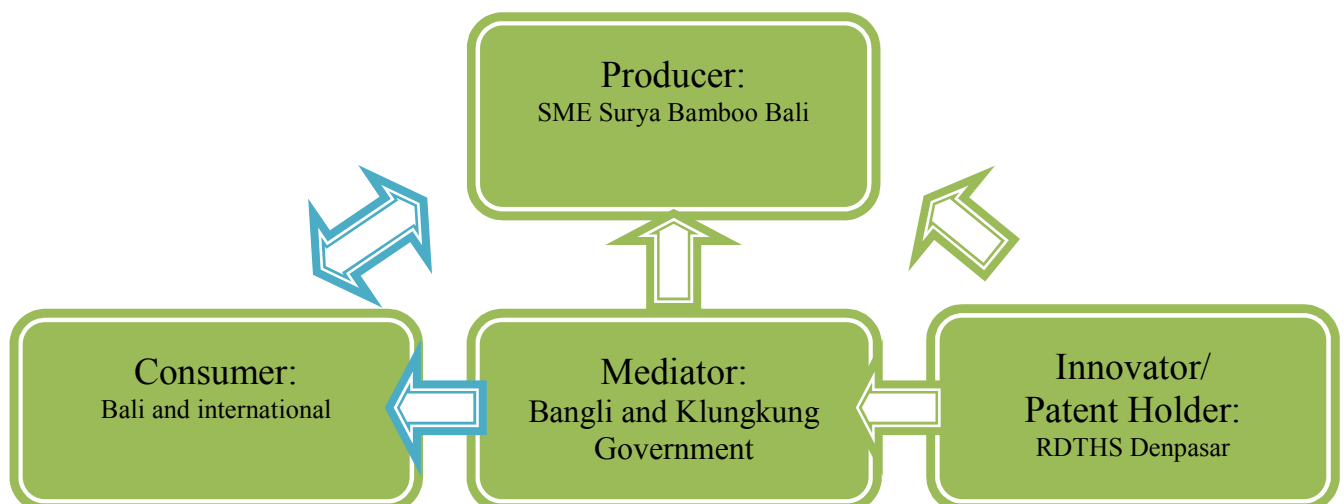 Producer:
SME Surya Bamboo Bali
Consumer:
Bali and international
Mediator:
Bangli and Klungkung
Government
Innovator/
Patent Holder:
RDTHS Denpasar